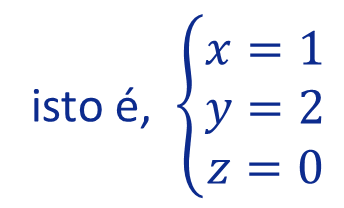 x = 1
isto é, y = 2
z = 0